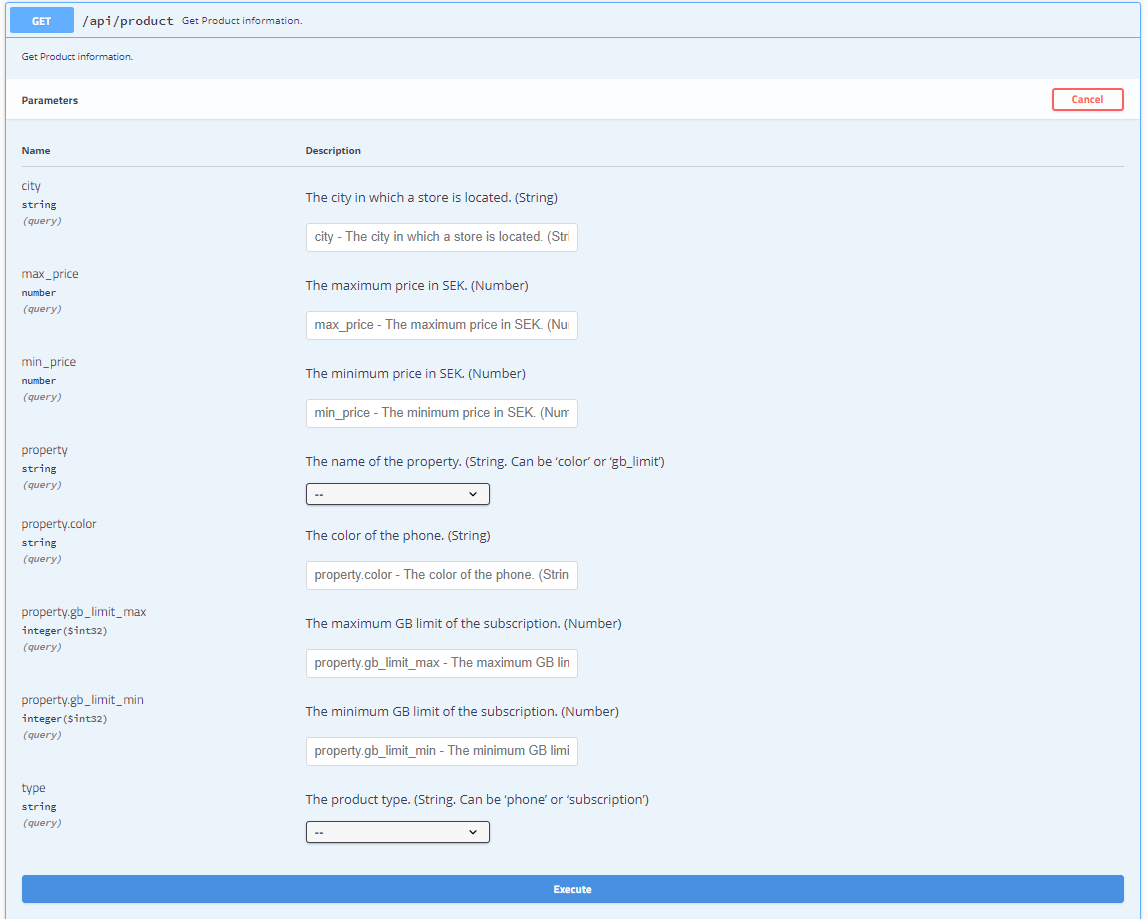 GET /api/product Get Product information.
Get Product information.
Parameters Cancel
Name Description
city
string
(query)
The city in which a store is located. (String)
city - The city in which a store is located. (Stri
max_price
number
(query)
The maximum price in SEK. (Number)
max_price - The maximum price in SEK. (Nu
min_price
number
(query)
The minimum price in SEK. (Number)
min_price - The minimum price in SEK. (Num
property
string
(query)
The name of the property. (String. Can be ‘color’ or ‘gb_limit’)
--
property.color
string
(query)
The color of the phone. (String)
property.color - The color of the phone. (Strin
property.gb_limit_max
integer($int32)
(query)
The maximum GB limit of the subscription. (Number)
property.gb_limit_max - The maximum GB lin
property.gb_limit_min
integer($int32)
(query)
The minimum GB limit of the subscription. (Number)
property.gb_limit_min - The minimum GB limi
type
string
(query)
The product type. (String. Can be ‘phone’ or ‘subscription’)
--
Execute